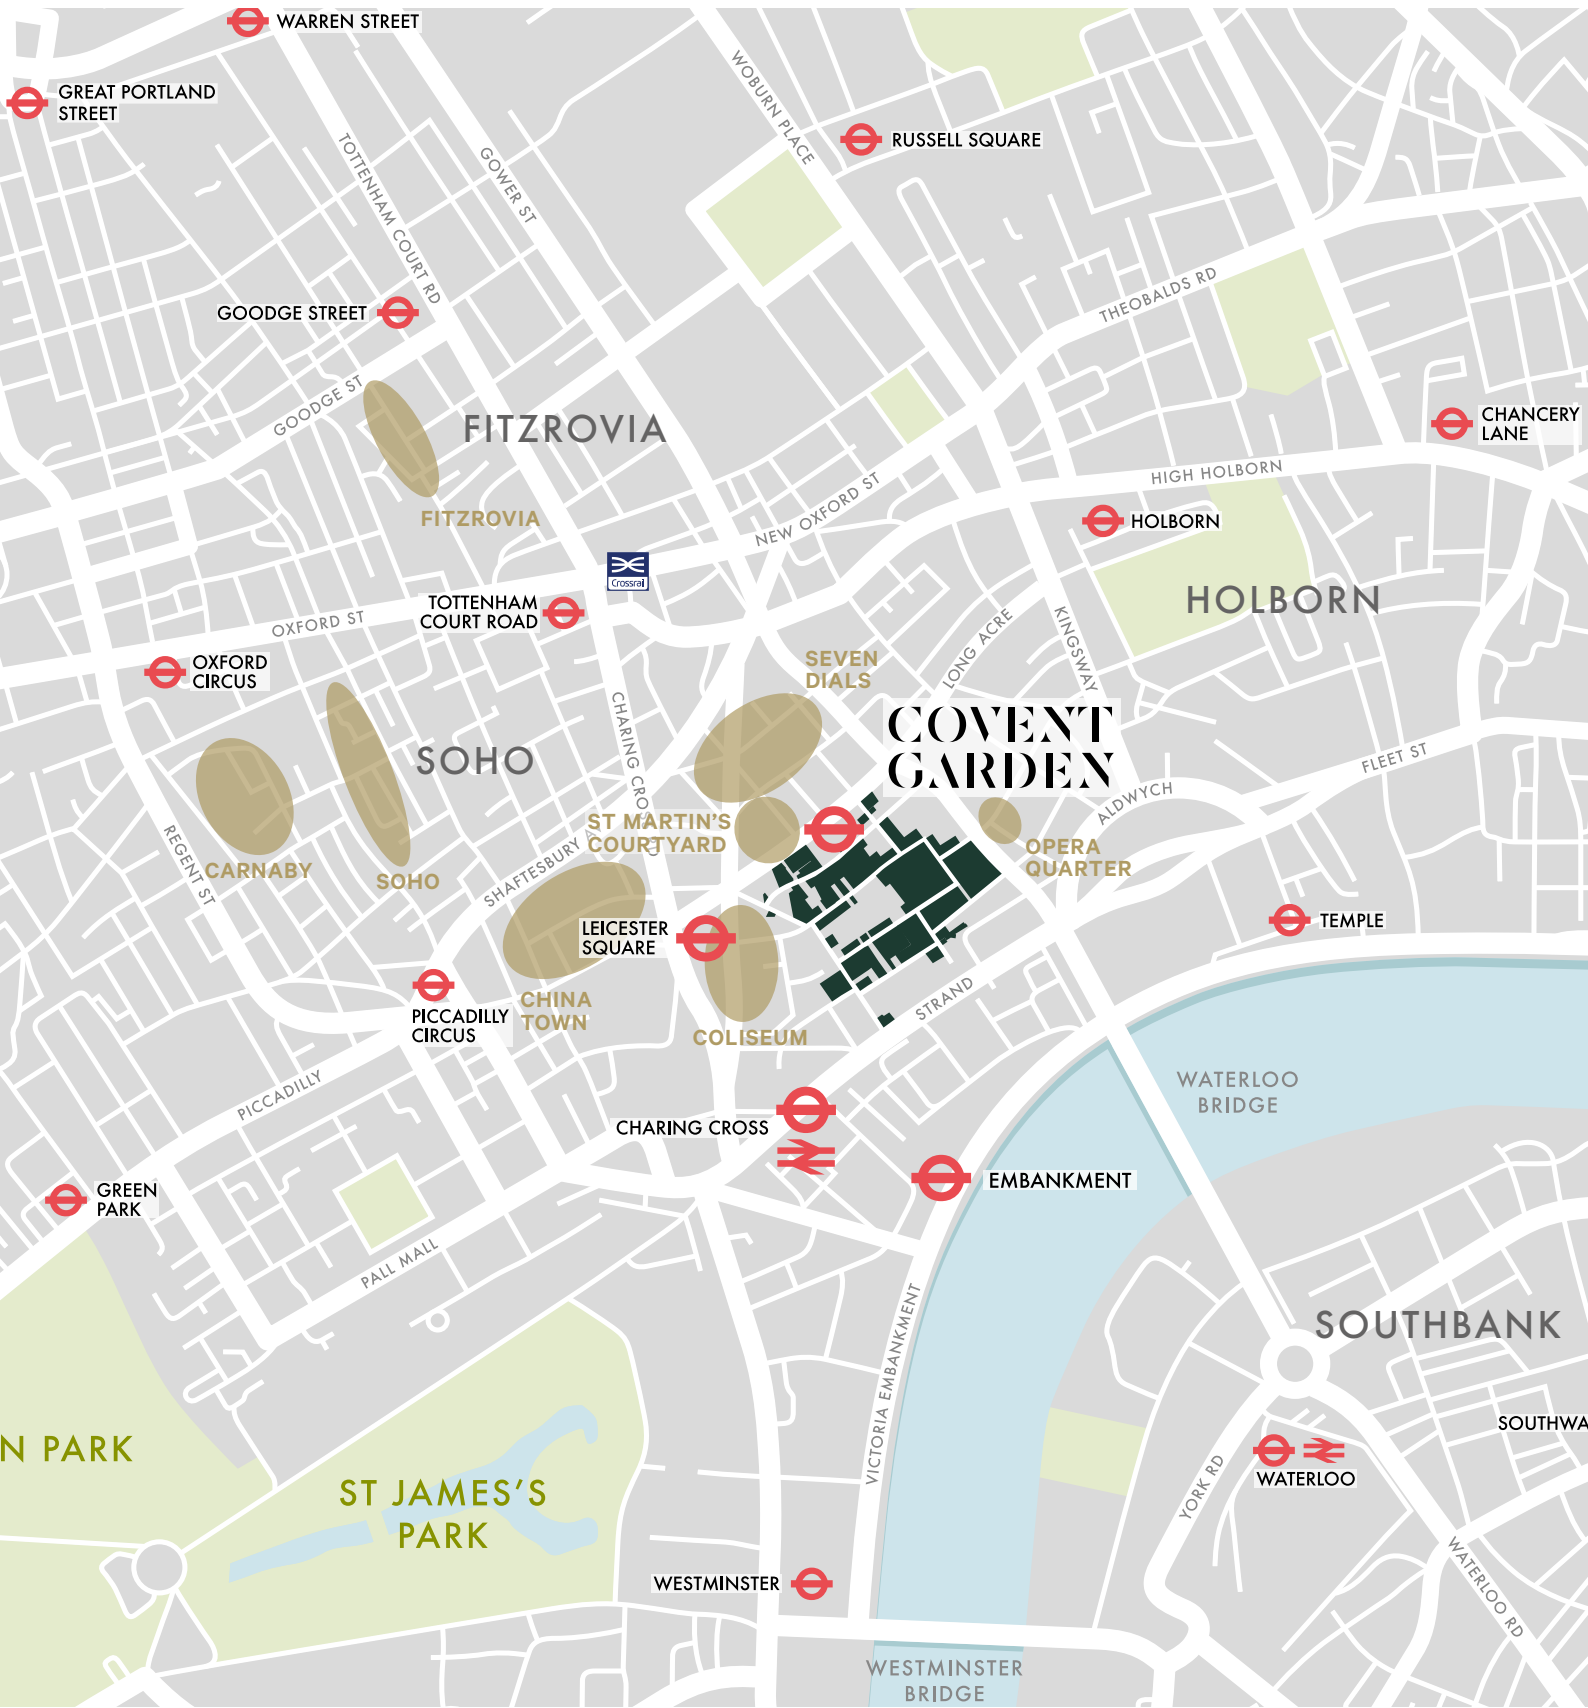 WARREN STREET
GREAT PORTLAND
STREET
WOBURN PLACE
RUSSELL SQUARE
TOTTENHAM COURT RD
GOWER ST
GOODGE STREET
THEOBALDS RD
GOODGE ST
FITZROVIA
CHANCERY
LANE
HIGH HOLBORN
FITZROVIA
NEW OXFORD ST
HOLBORN
Crossrail
TOTTENHAM
COURT ROAD
OXFORD ST
HOLBORN
LONG ACRE
KINGSWAY
OXFORD
CIRCUS
SEVEN
DIALS
CHARING CROSS RD
COVENT
GARDEN
SOHO
FLEET ST
ALDWYCH
REGENT ST
ST MARTIN'S
COURTYARD
SHAFTESBURY A
CARNABY
SOHO
OPERA
QUARTER
LEICESTER
SQUARE
TEMPLE
PICCADILLY
CIRCUS
CHINA
TOWN
STRAND
COLISEUM
PICCADILLY
WATERLOO
BRIDGE
CHARING CROSS
EMBANKMENT
GREEN
PARK
PALL MALL
VICTORIA EMBANKMENT
SOUTHBANK
N PARK
ST JAMES'S
PARK
SOUTHWA
WATERLOO
YORK RD
WATERLOO RD
WESTMINSTER
WESTMINSTER
BRIDGE